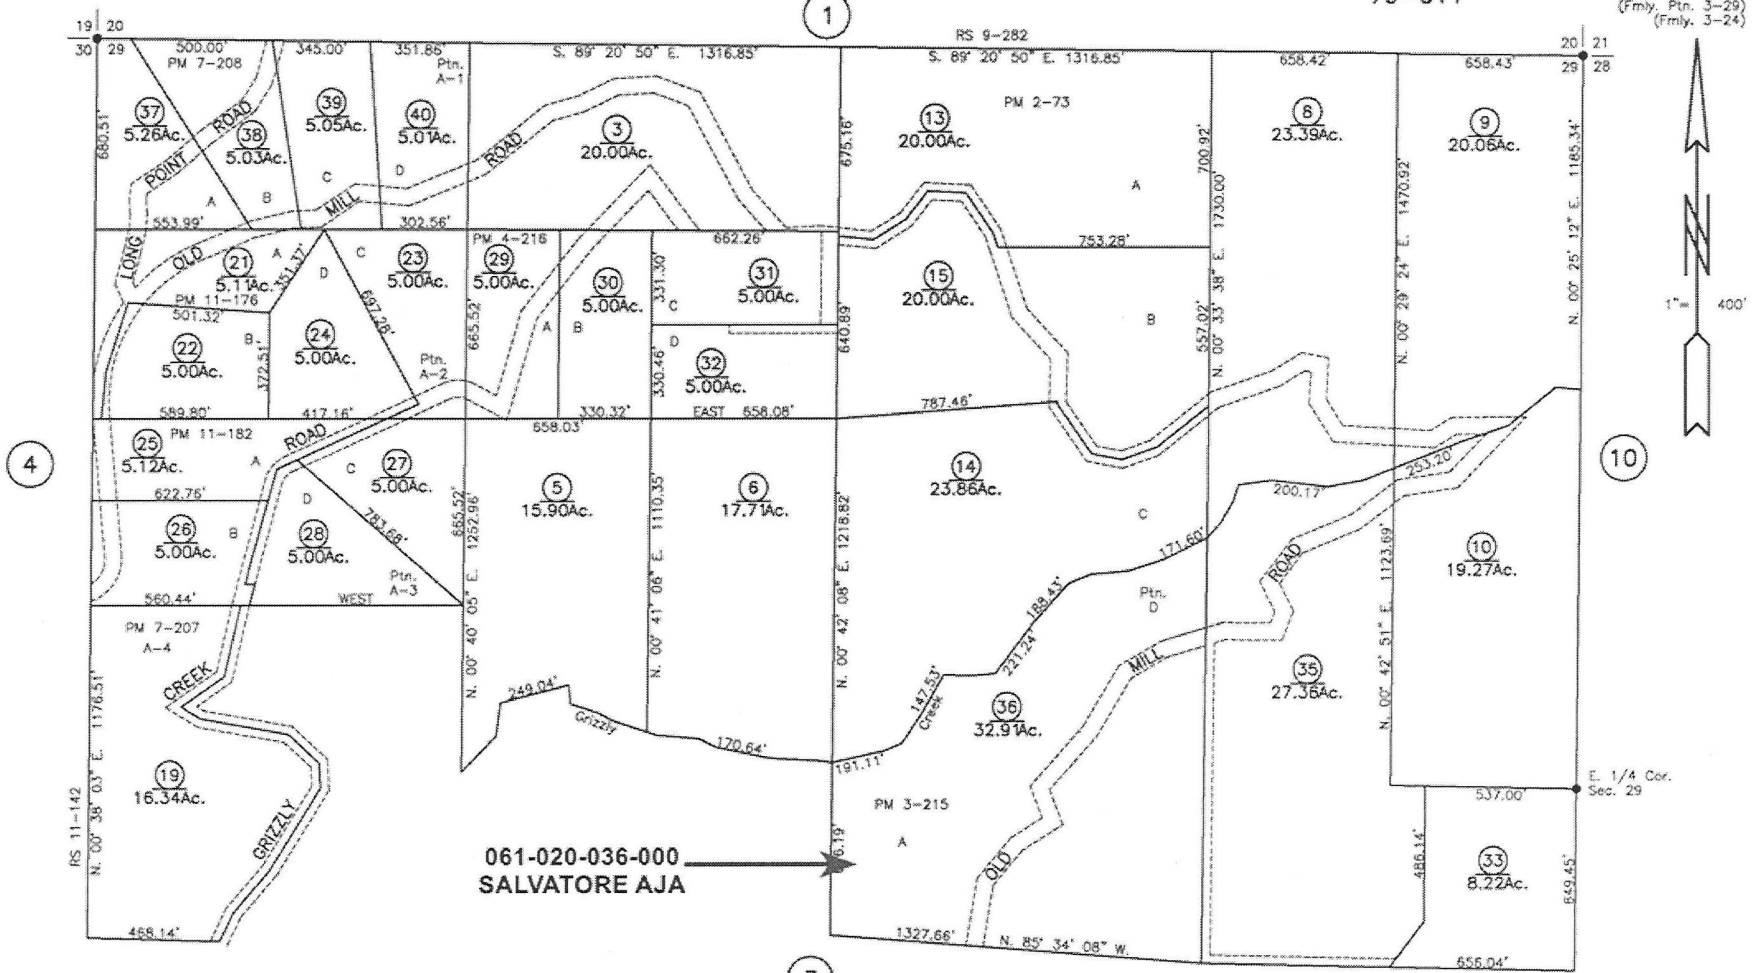 1
(Fmly. Ptn. 3-29)
(Fmly. 3-24)
19 20
30 29
RS 9-282
20 21
29 28
500.00'
345.00'
351.86'
S. 89° 20' 50" E. 1316.85'
S. 89° 20' 50" E. 1316.85'
658.42'
658.43'
PM 7-208
Ptn.
A-1
PM 2-73
680.51'
37
5.26Ac.
38
5.03Ac.
39
5.05Ac.
40
5.01Ac.
3
20.00Ac.
13
20.00Ac.
8
23.39Ac.
9
20.06Ac.
LONG POINT ROAD
OLD MILL ROAD
A
B
C
D
A
675.16'
700.92'
N. 00° 33' 38" E. 1730.00'
N. 00° 29' 24" E. 1470.92'
N. 00° 25' 12" E. 1185.34'
1"= 400'
553.99'
302.56'
PM 4-216
662.26'
753.28'
21
5.11Ac.
A
351.37'
D
C
23
5.00Ac.
29
5.00Ac.
30
5.00Ac.
331.30'
31
5.00Ac.
15
20.00Ac.
PM 11-176
501.32'
697.28'
665.52'
A
B
C
D
640.89'
B
557.02'
22
5.00Ac.
B
372.51'
24
5.00Ac.
Ptn.
A-2
330.46'
32
5.00Ac.
589.80'
417.16'
330.32'
EAST 658.08'
787.46'
658.03'
4
PM 11-182
25
5.12Ac.
A
ROAD
C
27
5.00Ac.
5
15.90Ac.
6
17.71Ac.
14
23.86Ac.
C
253.20'
200.17'
10
622.76'
26
5.00Ac.
B
D
28
5.00Ac.
783.68'
665.52'
N. 00° 40' 05" E. 1252.96'
N. 00° 41' 06" E. 1110.35'
N. 00° 42' 08" E. 1218.82'
171.60'
ROAD
N. 00° 42' 51" E. 1123.69'
10
19.27Ac.
Ptn.
A-3
560.44'
WEST
188.43'
Ptn.
D
PM 7-207
A-4
221.24'
MILL
CREEK
249.04'
Grizzly
147.53'
Creek
36
32.91Ac.
35
27.36Ac.
RS 11-142
N. 00° 38' 03" E. 1176.51'
170.64'
191.11'
19
16.34Ac.
GRIZZLY
PM 3-215
A
E. 1/4 Cor.
Sec. 29
537.00'
061-020-036-000
SALVATORE AJA
OLD
486.14'
33
8.22Ac.
649.45'
468.14'
1327.66'
N. 85° 34' 08" W.
656.04'